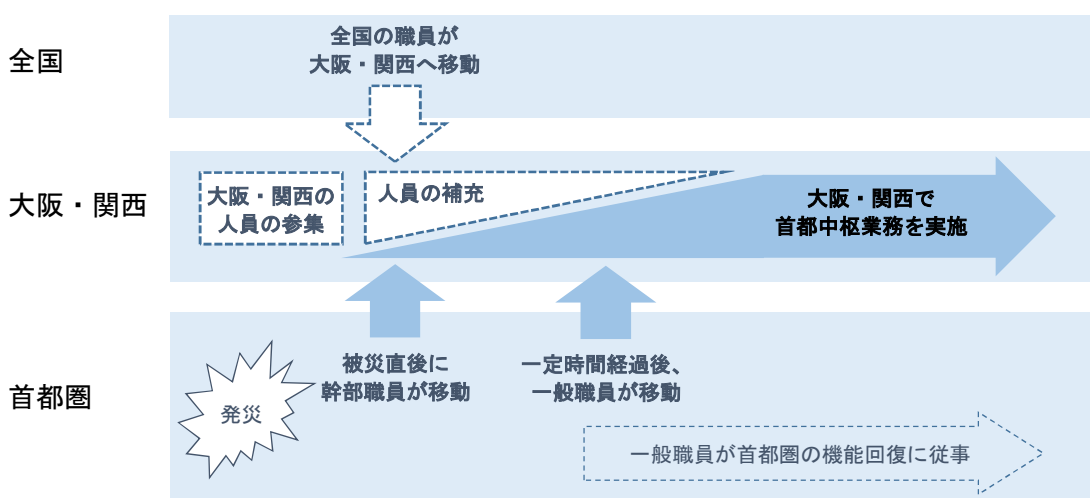 全国
全国の職員が
大阪・関西へ移動
大阪・関西
大阪・関西の
人員の参集
人員の補充
大阪・関西で
首都中枢業務を実施
首都圏
発災
被災直後に
幹部職員が移動
一定時間経過後、
一般職員が移動
一般職員が首都圏の機能回復に従事